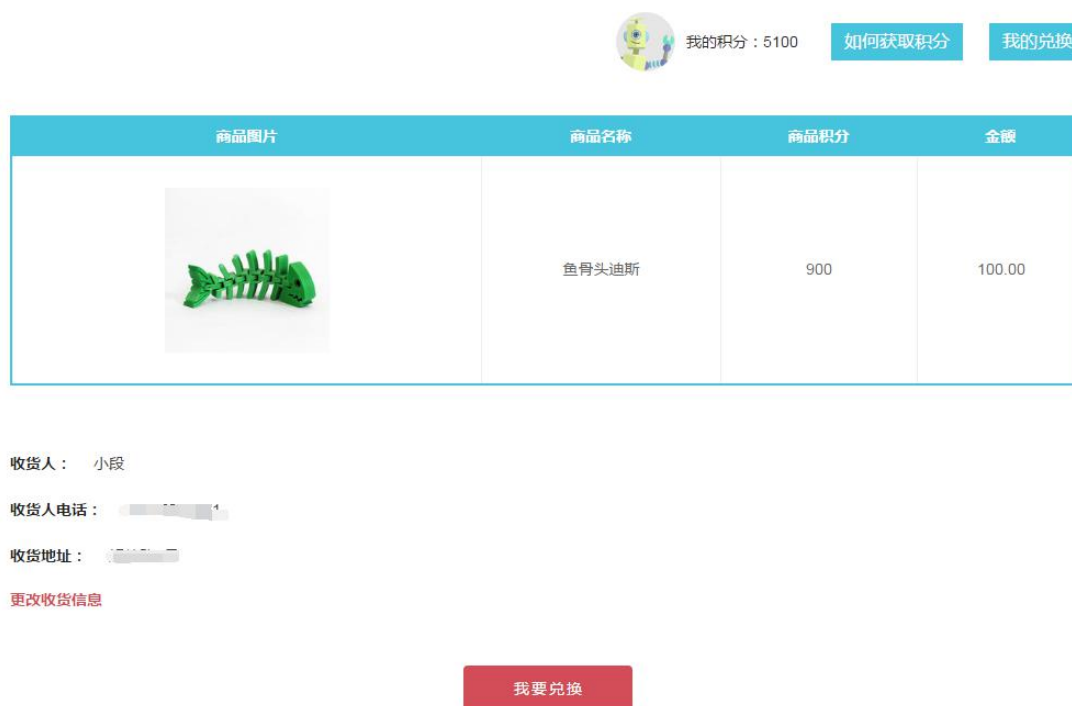 我的积分：5100 如何获取积分 我的兑换
商品图片 商品名称 商品积分 金额
鱼骨头迪斯 900 100.00
收货人： 小段
收货人电话：
收货地址：
更改收货信息
我要兑换